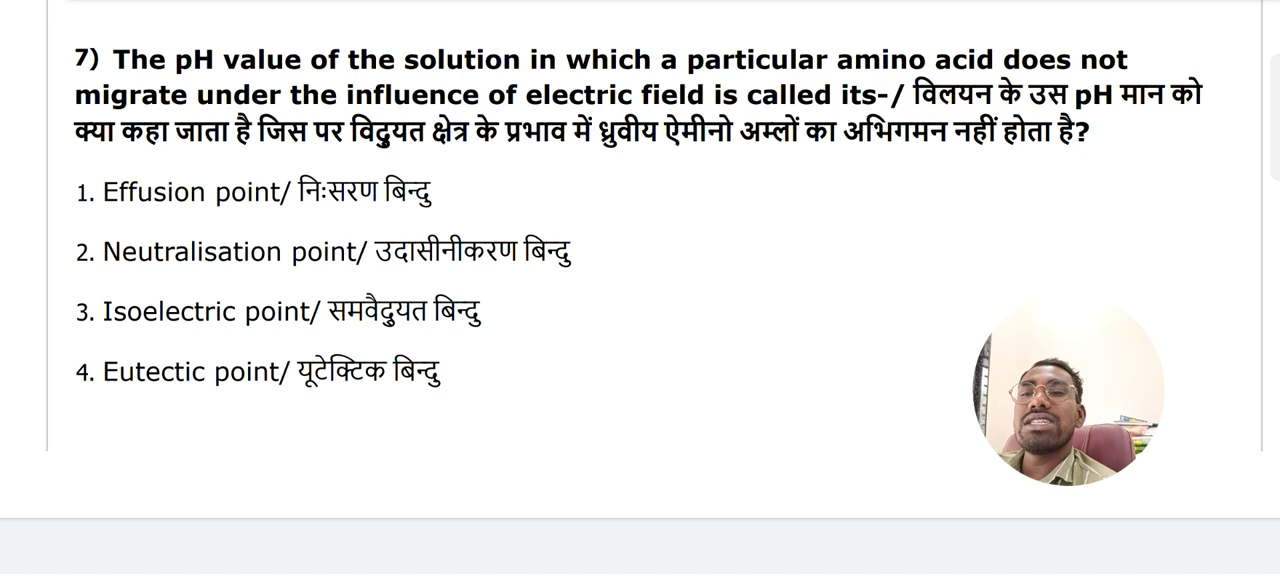 7) The pH value of the solution in which a particular amino acid does not
migrate under the influence of electric field is called its-/ विलयन के उस pH मान को
क्या कहा जाता है जिस पर विद्युयत क्षेत्र के प्रभाव में ध्रुवीय ऐमीनो अम्लों का अभिगमन नहीं होता है?
1. Effusion point/ निःसरण बिन्दु
2. Neutralisation point/ उदासीनीकरण बिन्दु
3. Isoelectric point/ समवैद्युयत बिन्दु
4. Eutectic point/ यूटेक्टिक बिन्दु